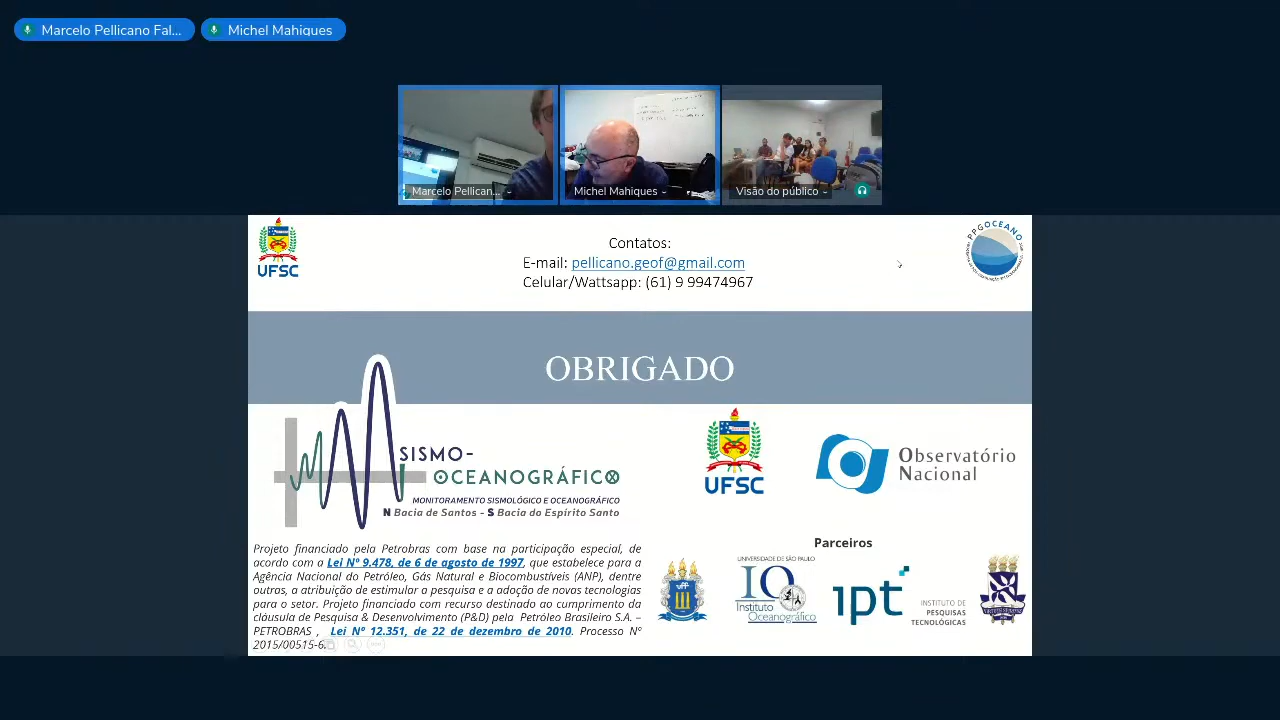 Marcelo Pellicano Fal...
Michel Mahiques
Marcelo Pellican...
Michel Mahiques
Visão do público
UFSC
Contatos:
E-mail: pellicano.geof@gmail.com
Celular/Wattsapp: (61) 9 99474967
PPGOCEANO
OBRIGADO
SISMO-
OCEANOGRÁFICO
MONITORAMENTO SISMOLÓGICO E OCEANOGRÁFICO
N Bacia de Santos - S Bacia do Espírito Santo
UFSC
Observatório
Nacional
Projeto financiado pela Petrobras com base na participação especial, de
acordo com a Lei Nº 9.478, de 6 de agosto de 1997, que estabelece para a
Agência Nacional do Petróleo, Gás Natural e Biocombustíveis (ANP), dentre
outros, a atribuição de estimular a pesquisa e a adoção de novas tecnologias
para o setor. Projeto financiado com recurso destinado ao cumprimento da
cláusula de Pesquisa & Desenvolvimento (P&D) pela Petróleo Brasileiro S.A. –
PETROBRAS , Lei Nº 12.351, de 22 de dezembro de 2010. Processo Nº
2015/00515-6.
Parceiros
uff
UNIVERSIDADE DE SÃO PAULO
IO
Instituto
Oceanográfico
ipt
INSTITUTO DE
PESQUISAS
TECNOLÓGICAS